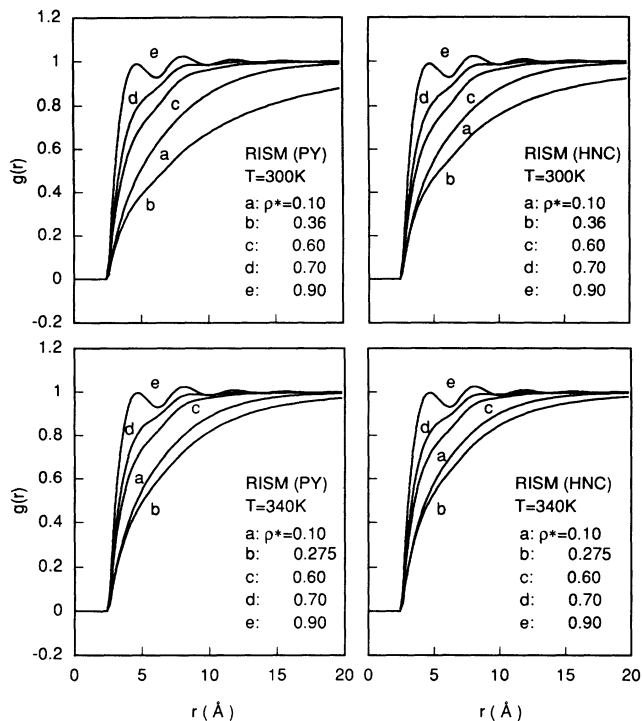 1.2
1
0.8
0.6
0.4
0.2
0
-0.2
g(r)
e
d
c
a
b
RISM (PY)
T=300K
a: ρ*=0.10
b: 0.36
c: 0.60
d: 0.70
e: 0.90
e
d
c
a
b
RISM (HNC)
T=300K
a: ρ*=0.10
b: 0.36
c: 0.60
d: 0.70
e: 0.90
1.2
1
0.8
0.6
0.4
0.2
0
-0.2
g(r)
e
d
c
a
b
RISM (PY)
T=340K
a: ρ*=0.10
b: 0.275
c: 0.60
d: 0.70
e: 0.90
0 5 10 15 20
r ( Å )
e
d
c
a
b
RISM (HNC)
T=340K
a: ρ*=0.10
b: 0.275
c: 0.60
d: 0.70
e: 0.90
0 5 10 15 20
r ( Å )